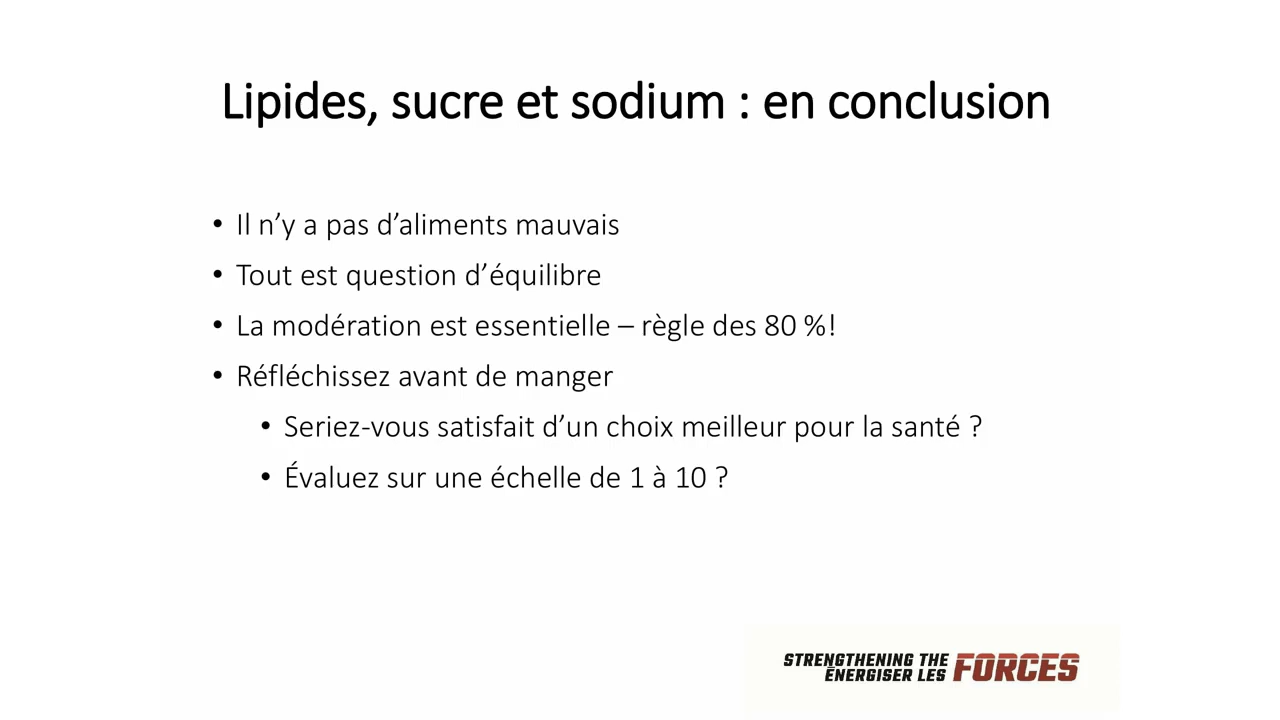 Lipides, sucre et sodium : en conclusion
• Il n’y a pas d’aliments mauvais
• Tout est question d’équilibre
• La modération est essentielle – règle des 80 %!
• Réfléchissez avant de manger
• Seriez-vous satisfait d’un choix meilleur pour la santé ?
• Évaluez sur une échelle de 1 à 10 ?
STRENGTHENING THE
ÉNERGISER LES FORCES